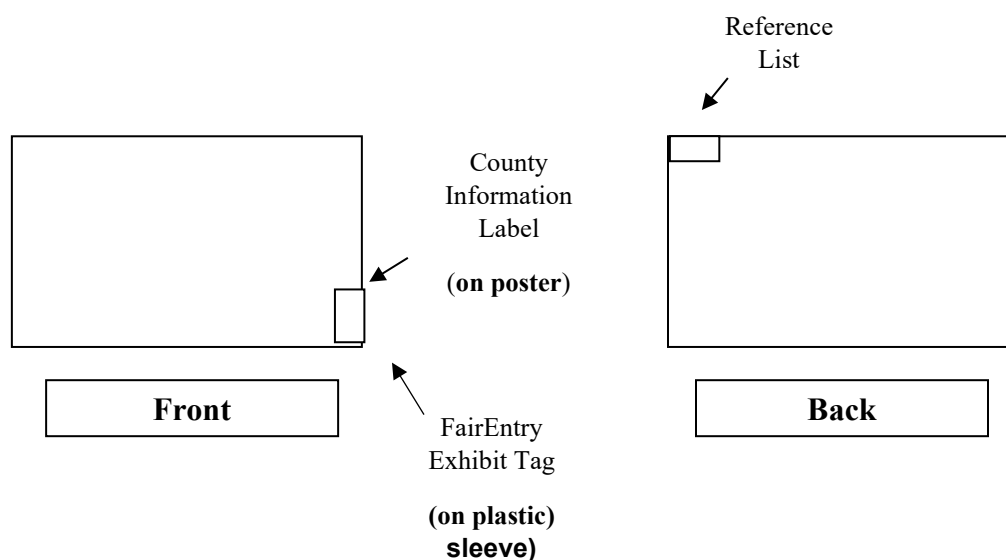 Reference
List
County
Information
Label
(on poster)
Front
Back
FairEntry
Exhibit Tag
(on plastic)
sleeve)